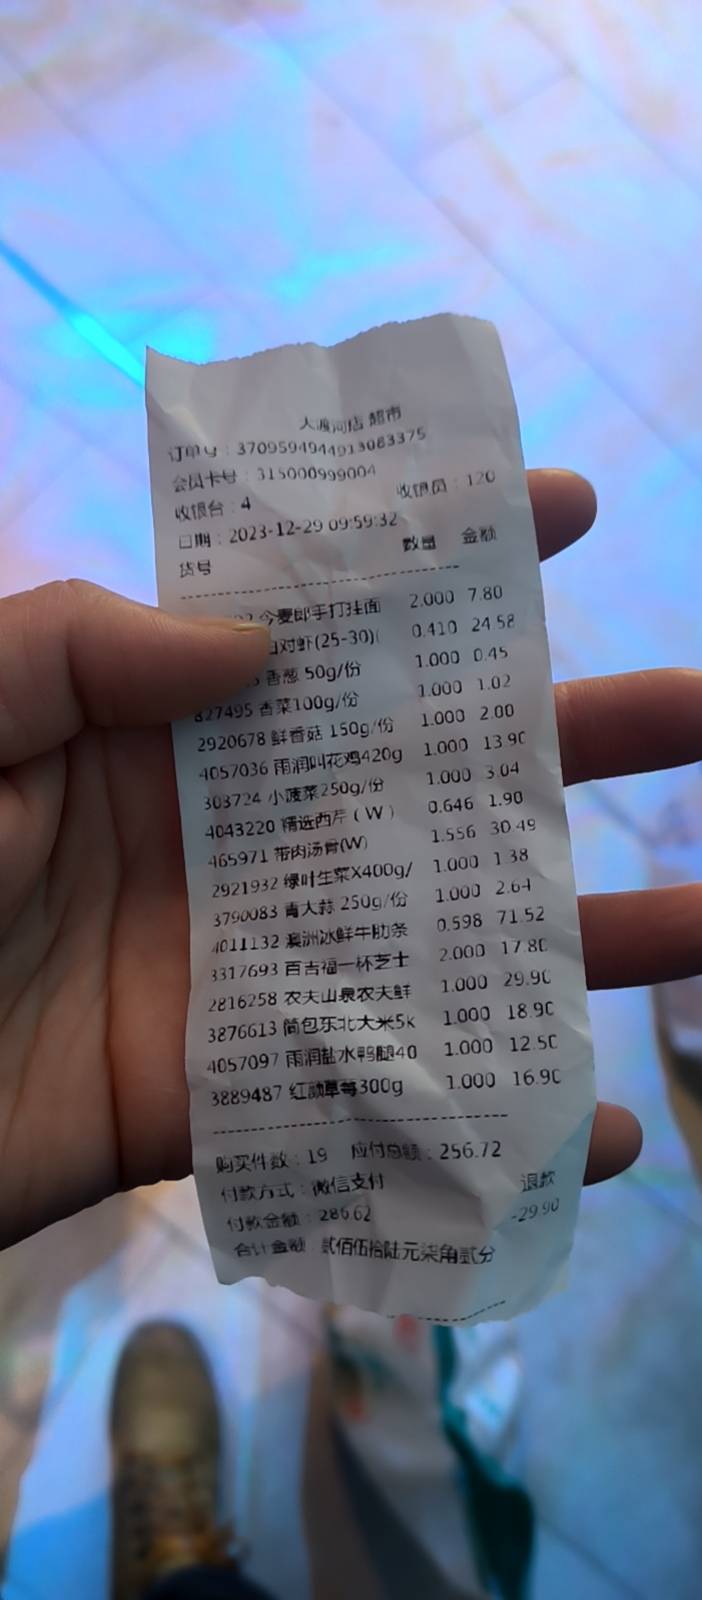 大渡河店 超市
订单号：3709594944913083375
会员卡号：315000999004
收银台：4 收银员：120
日期：2023-12-29 09:59:32
货号 数量 金额
今麦郎手打挂面 2.000 7.80
白对虾(25-30)( 0.410 24.58
香葱 50g/份 1.000 0.45
827495 香菜100g/份 1.000 1.02
2920678 鲜香菇 150g/份 1.000 2.00
4057036 雨润叫花鸡420g 1.000 13.90
303724 小菠菜250g/份 1.000 3.04
4043220 精选西芹（W） 0.646 1.90
465971 带肉汤骨(W) 1.556 30.49
2921932 绿叶生菜X400g/ 1.000 1.38
3790083 青大蒜 250g/份 1.000 2.64
4011132 澳洲冰鲜牛肋条 0.598 71.52
3317693 百吉福一杯芝士 2.000 17.80
2816258 农夫山泉农夫鲜 1.000 29.90
3876613 简包东北大米5k 1.000 18.90
4057097 雨润盐水鸭腿40 1.000 12.50
3889487 红颜草莓300g 1.000 16.90
购买件数：19 应付总额：256.72
付款方式：微信支付 退款
付款金额：286.62 -29.90
合计金额 贰佰伍拾陆元柒角贰分